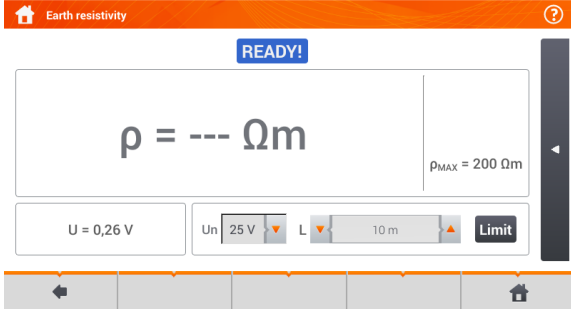 Earth resistivity ?
READY!
ρ = --- Ωm
ρMAX = 200 Ωm
U = 0,26 V
Un 25 V L 10 m Limit